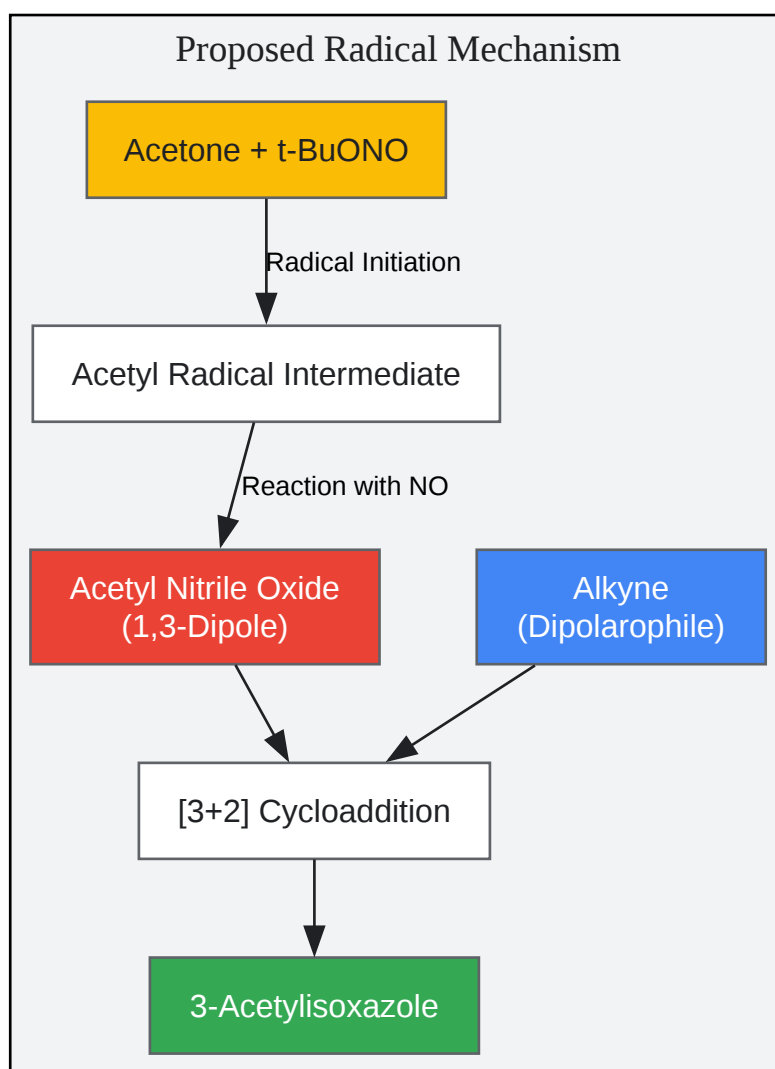 Proposed Radical Mechanism
Acetone + t-BuONO
Radical Initiation
Acetyl Radical Intermediate
Reaction with NO
Acetyl Nitrile Oxide
(1,3-Dipole)
Alkyne
(Dipolarophile)
[3+2] Cycloaddition
3-Acetylisoxazole